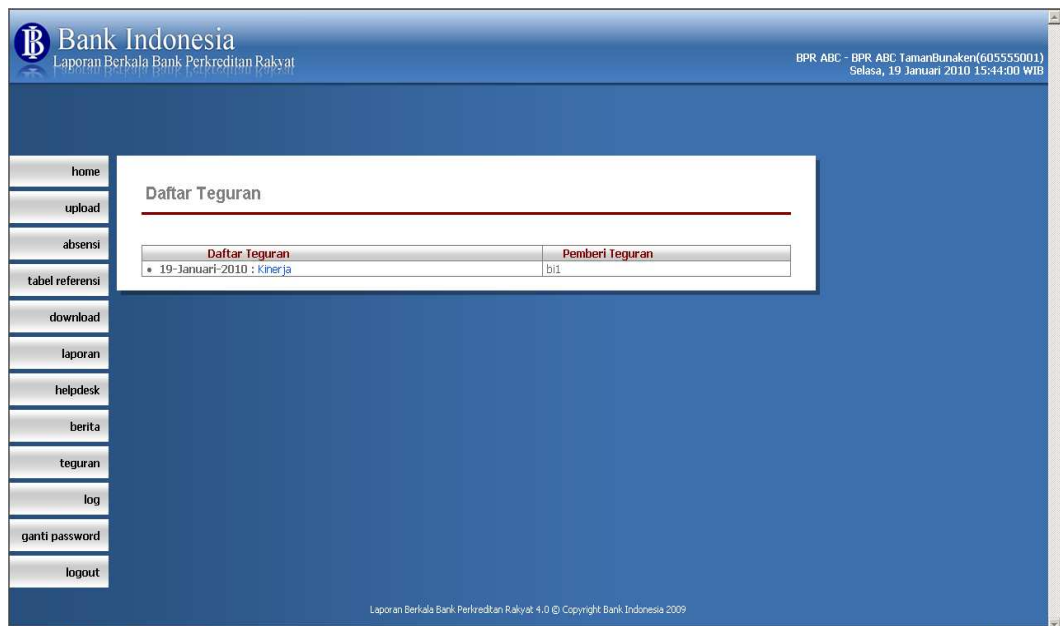 Bank Indonesia
Laporan Berkala Bank Perkreditan Rakyat
BPR ABC - BPR ABC TamanBunaken(605555001)
Selasa, 19 Januari 2010 15:44:00 WIB
home
upload
absensi
tabel referensi
download
laporan
helpdesk
berita
teguran
log
ganti password
logout
Daftar Teguran
Daftar Teguran Pemberi Teguran
• 19-Januari-2010 : Kinerja bi1
Laporan Berkala Bank Perkreditan Rakyat 4.0 © Copyright Bank Indonesia 2009